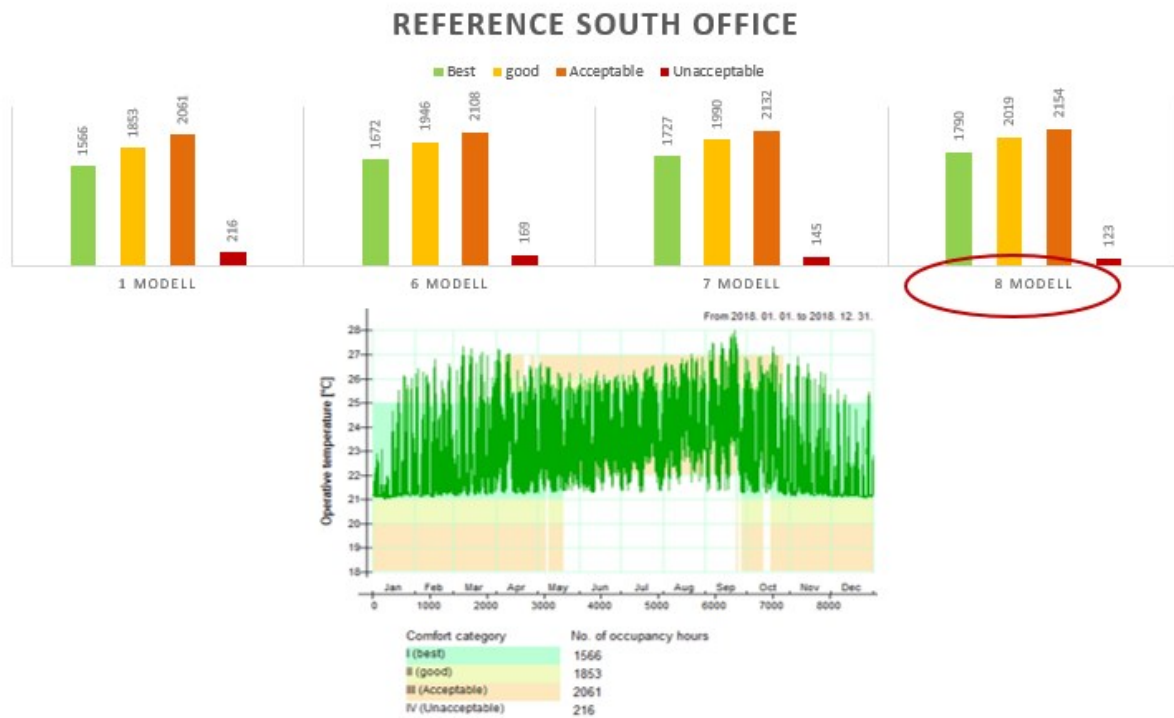 REFERENCE SOUTH OFFICE
Best good Acceptable Unacceptable
1566 1853 2061 216
1672 1946 2108 169
1727 1990 2132 145
1790 2019 2154 123
1 MODELL 6 MODELL 7 MODELL 8 MODELL
From 2018. 01. 01. to 2018. 12. 31.
Operative temperature [°C]
28
27
26
25
24
23
22
21
20
19
18
Jan Feb Mar Apr May Jun Jul Aug Sep Oct Nov Dec
0 1000 2000 3000 4000 5000 6000 7000 8000
Comfort category No. of occupancy hours
I (best) 1566
II (good) 1853
III (Acceptable) 2061
IV (Unacceptable) 216